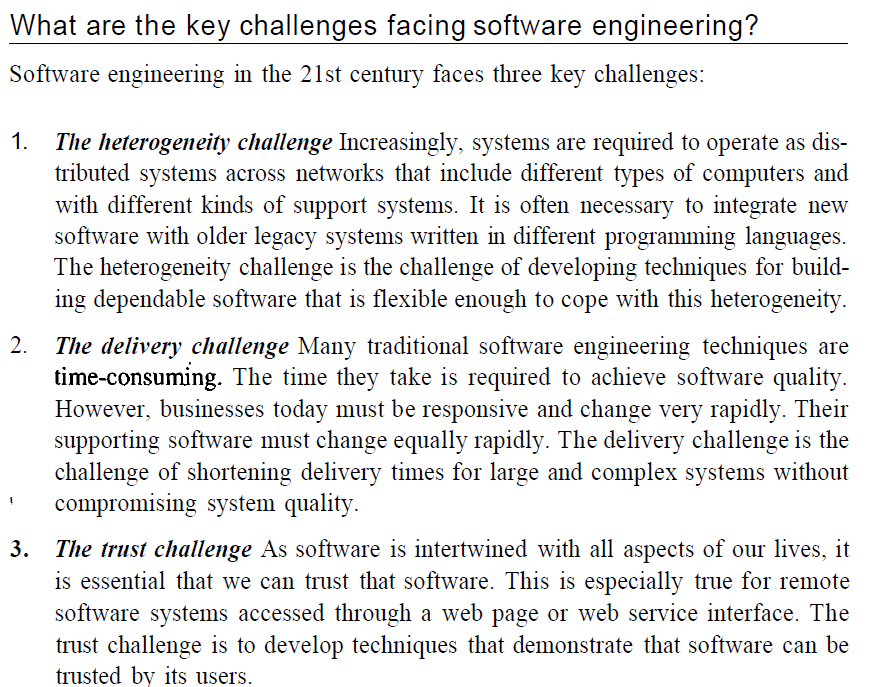 What are the key challenges facing software engineering?
Software engineering in the 21st century faces three key challenges:
1. The heterogeneity challenge Increasingly, systems are required to operate as dis-
tributed systems across networks that include different types of computers and
with different kinds of support systems. It is often necessary to integrate new
software with older legacy systems written in different programming languages.
The heterogeneity challenge is the challenge of developing techniques for build-
ing dependable software that is flexible enough to cope with this heterogeneity.
2. The delivery challenge Many traditional software engineering techniques are
time-consuming. The time they take is required to achieve software quality.
However, businesses today must be responsive and change very rapidly. Their
supporting software must change equally rapidly. The delivery challenge is the
challenge of shortening delivery times for large and complex systems without
compromising system quality.
3. The trust challenge As software is intertwined with all aspects of our lives, it
is essential that we can trust that software. This is especially true for remote
software systems accessed through a web page or web service interface. The
trust challenge is to develop techniques that demonstrate that software can be
trusted by its users.